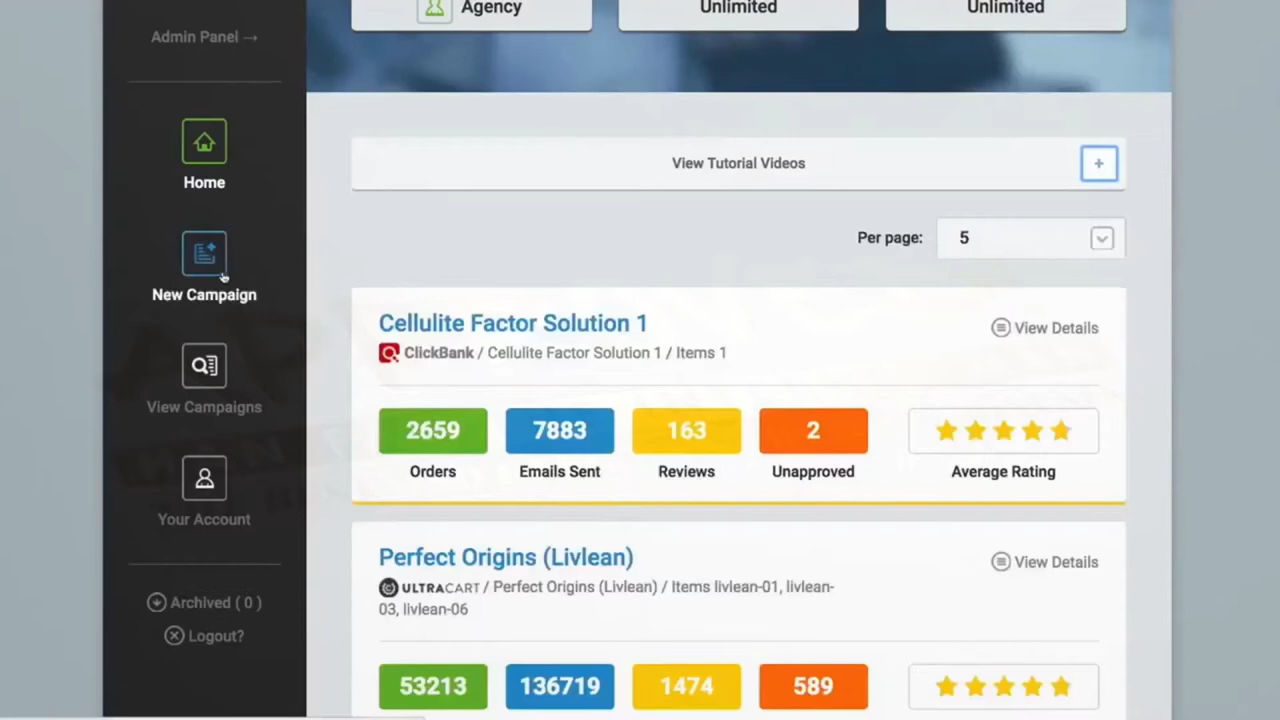 Admin Panel →
Agency
Unlimited
Unlimited
Home
New Campaign
View Campaigns
Your Account
Archived ( 0 )
Logout?
View Tutorial Videos
+
Per page:
5
Cellulite Factor Solution 1
View Details
ClickBank / Cellulite Factor Solution 1 / Items 1
2659
7883
163
2
Orders
Emails Sent
Reviews
Unapproved
Average Rating
Perfect Origins (Livlean)
View Details
ULTRACART / Perfect Origins (Livlean) / Items livlean-01, livlean-
03, livlean-06
53213
136719
1474
589